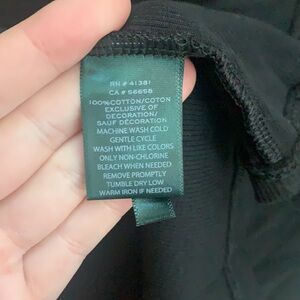 RN # 41381
CA # 56658
100%COTTON/COTON
EXCLUSIVE OF
DECORATION/
SAUF DECORATION
MACHINE WASH COLD
GENTLE CYCLE
WASH WITH LIKE COLORS
ONLY NON-CHLORINE
BLEACH WHEN NEEDED
REMOVE PROMPTLY
TUMBLE DRY LOW
WARM IRON IF NEEDED